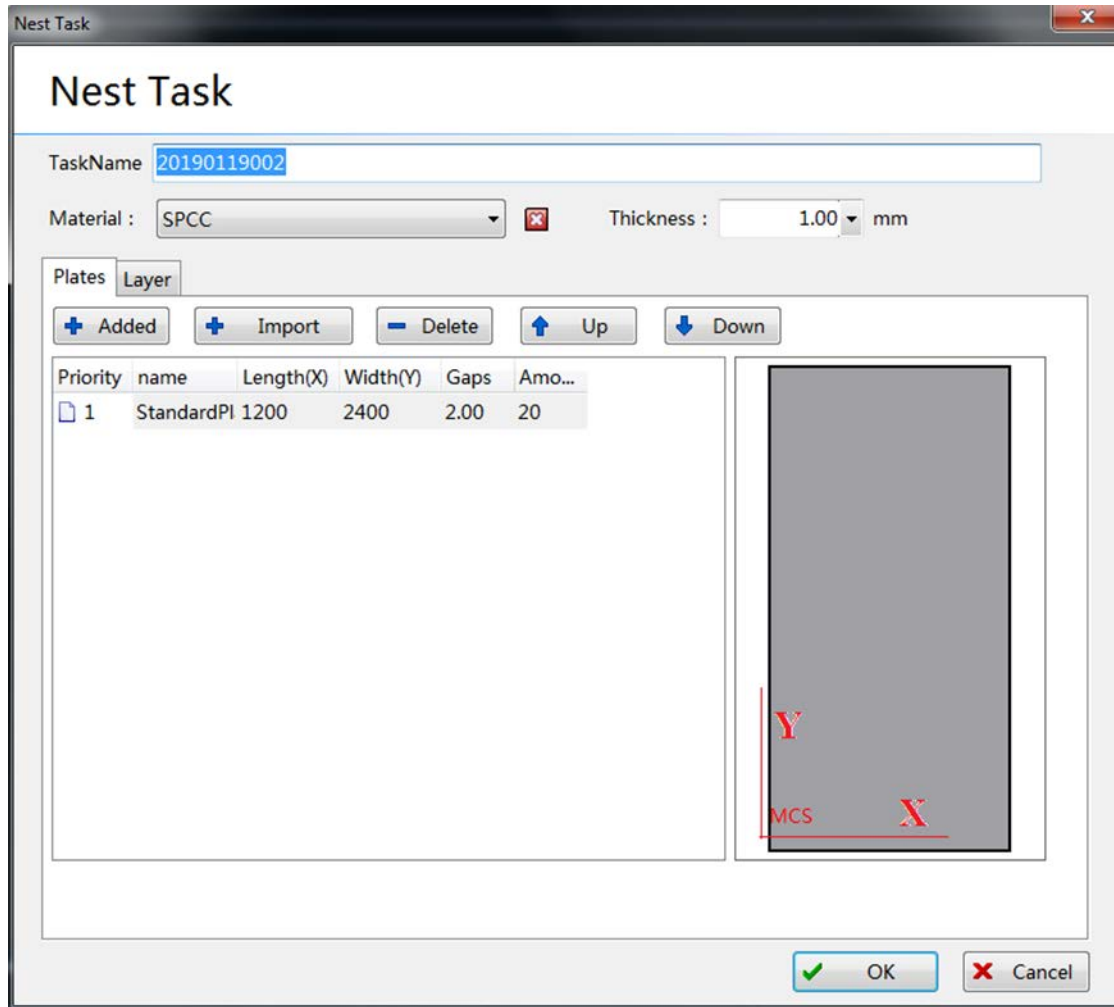 Nest Task
Nest Task
TaskName 20190119002
Material : SPCC Thickness : 1.00 mm
Plates Layer
Added Import Delete Up Down
Priority name Length(X) Width(Y) Gaps Amo...
1 StandardPl 1200 2400 2.00 20
Y
MCS X
OK Cancel